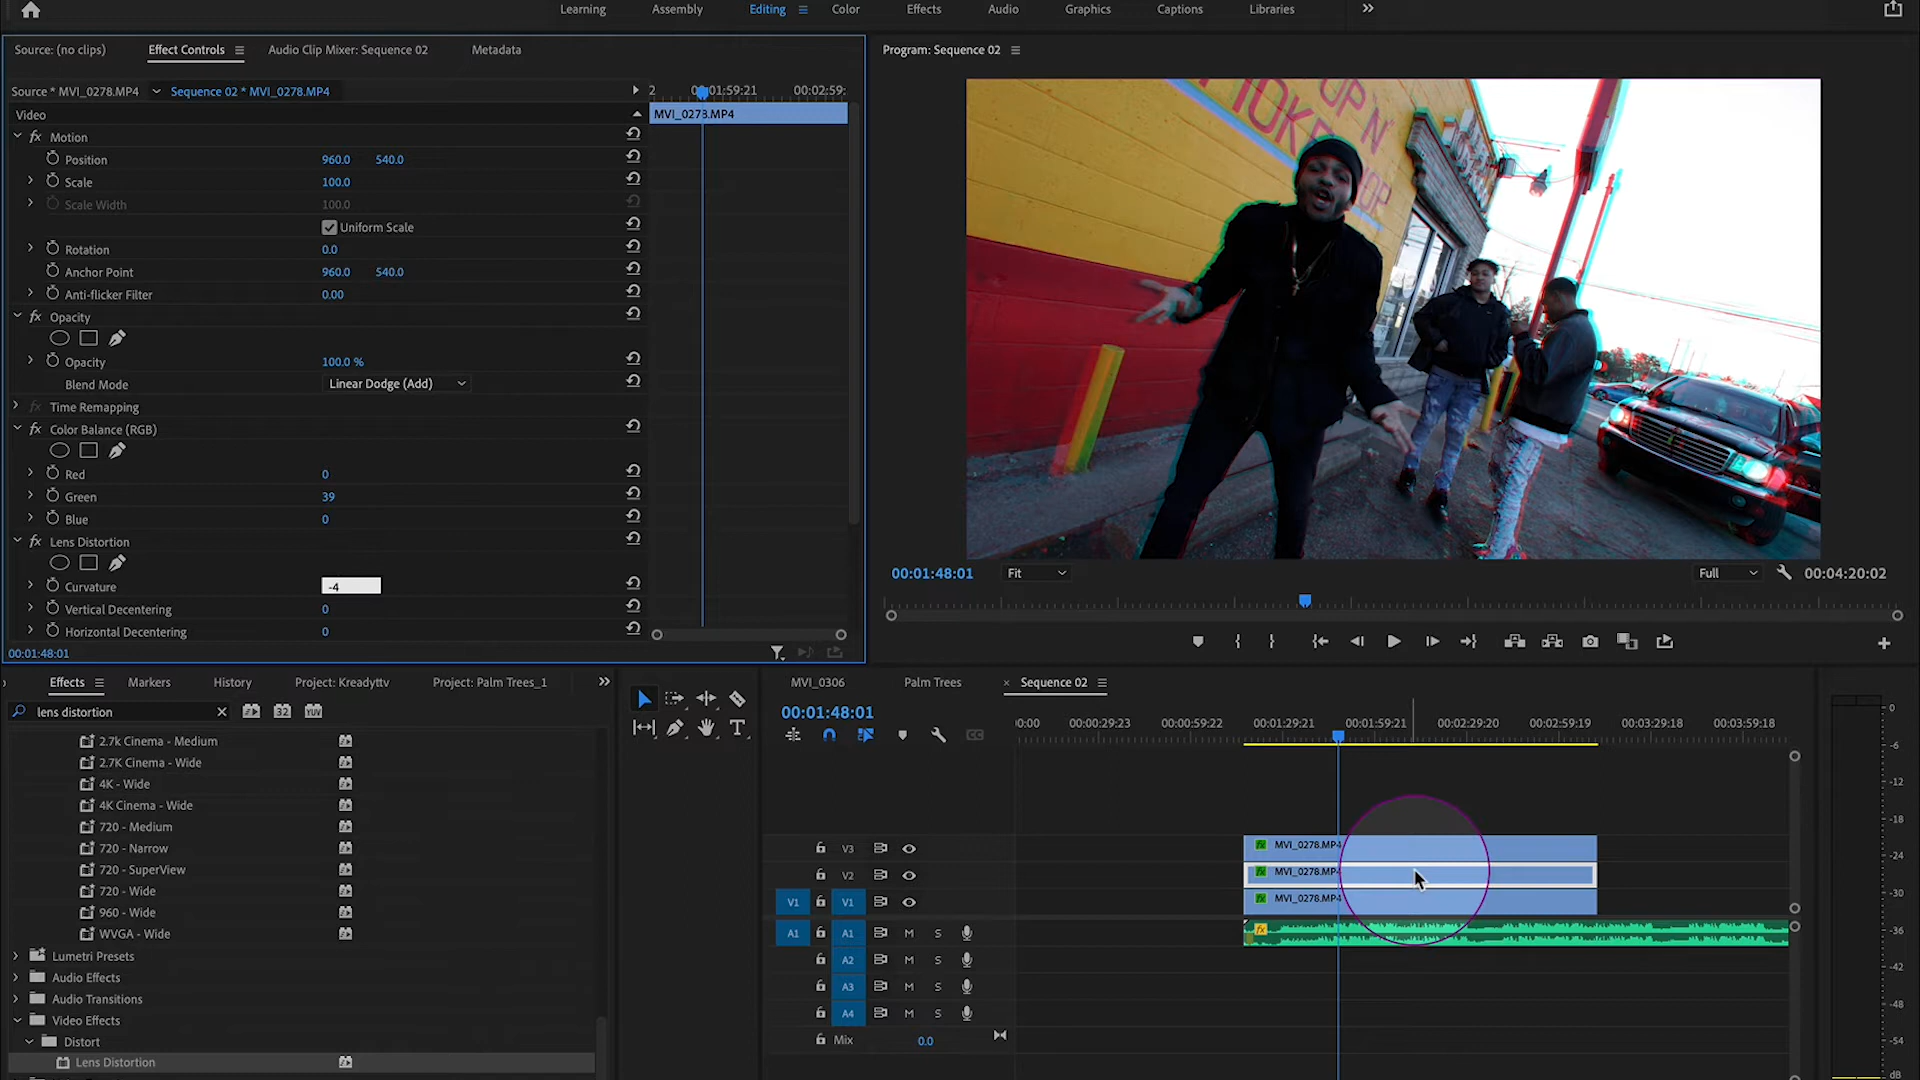 Learning Assembly Editing Color Effects Audio Graphics Captions Libraries
Source: (no clips) Effect Controls Audio Clip Mixer: Sequence 02 Metadata
Program: Sequence 02
Source * MVI_0278.MP4 Sequence 02 * MVI_0278.MP4
2 00:01:59:21 00:02:59:
Video
MVI_0278.MP4
Motion
Position 960.0 540.0
Scale 100.0
Scale Width 100.0
Uniform Scale
Rotation 0.0
Anchor Point 960.0 540.0
Anti-flicker Filter 0.00
Opacity
Opacity 100.0 %
Blend Mode Linear Dodge (Add)
Time Remapping
Color Balance (RGB)
Red 0
Green 39
Blue 0
Lens Distortion
Curvature -4
Vertical Decentering 0
Horizontal Decentering 0
00:01:48:01
UP N
00:01:48:01 Fit Full 00:04:20:02
Effects Markers History Project: Kreadyttv Project: Palm Trees_1
lens distortion 32 YUV
2.7k Cinema - Medium
2.7K Cinema - Wide
4K - Wide
4K Cinema - Wide
720 - Medium
720 - Narrow
720 - SuperView
720 - Wide
960 - Wide
WVGA - Wide
Lumetri Presets
Audio Effects
Audio Transitions
Video Effects
Distort
Lens Distortion
MVI_0306 Palm Trees × Sequence 02
00:01:48:01
:00:00 00:00:29:23 00:00:59:22 00:01:29:21 00:01:59:21 00:02:29:20 00:02:59:19 00:03:29:18 00:03:59:18
V3 fx MVI_0278.MP4
V2 fx MVI_0278.MP4
V1 V1 fx MVI_0278.MP4
A1 A1 M S fx
A2 M S
A3 M S
A4 M S
Mix 0.0
0
-6
-12
-18
-24
-30
-36
-42
-48
-54
dB